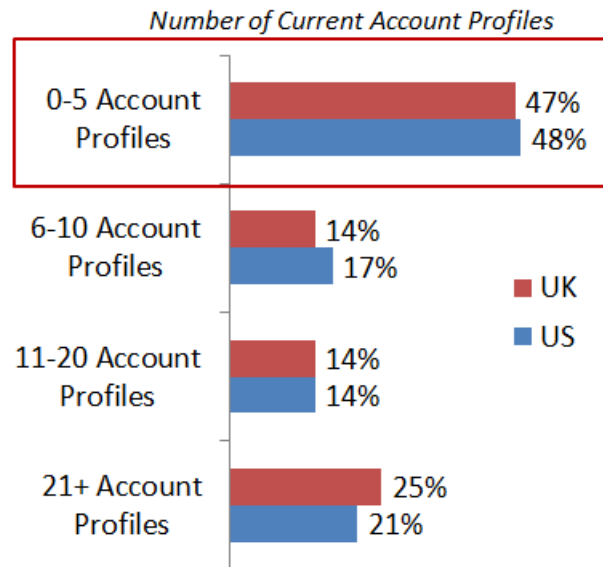 Number of Current Account Profiles
0-5 Account
Profiles
47%
48%
6-10 Account
Profiles
14%
17%
UK
US
11-20 Account
Profiles
14%
14%
21+ Account
Profiles
25%
21%